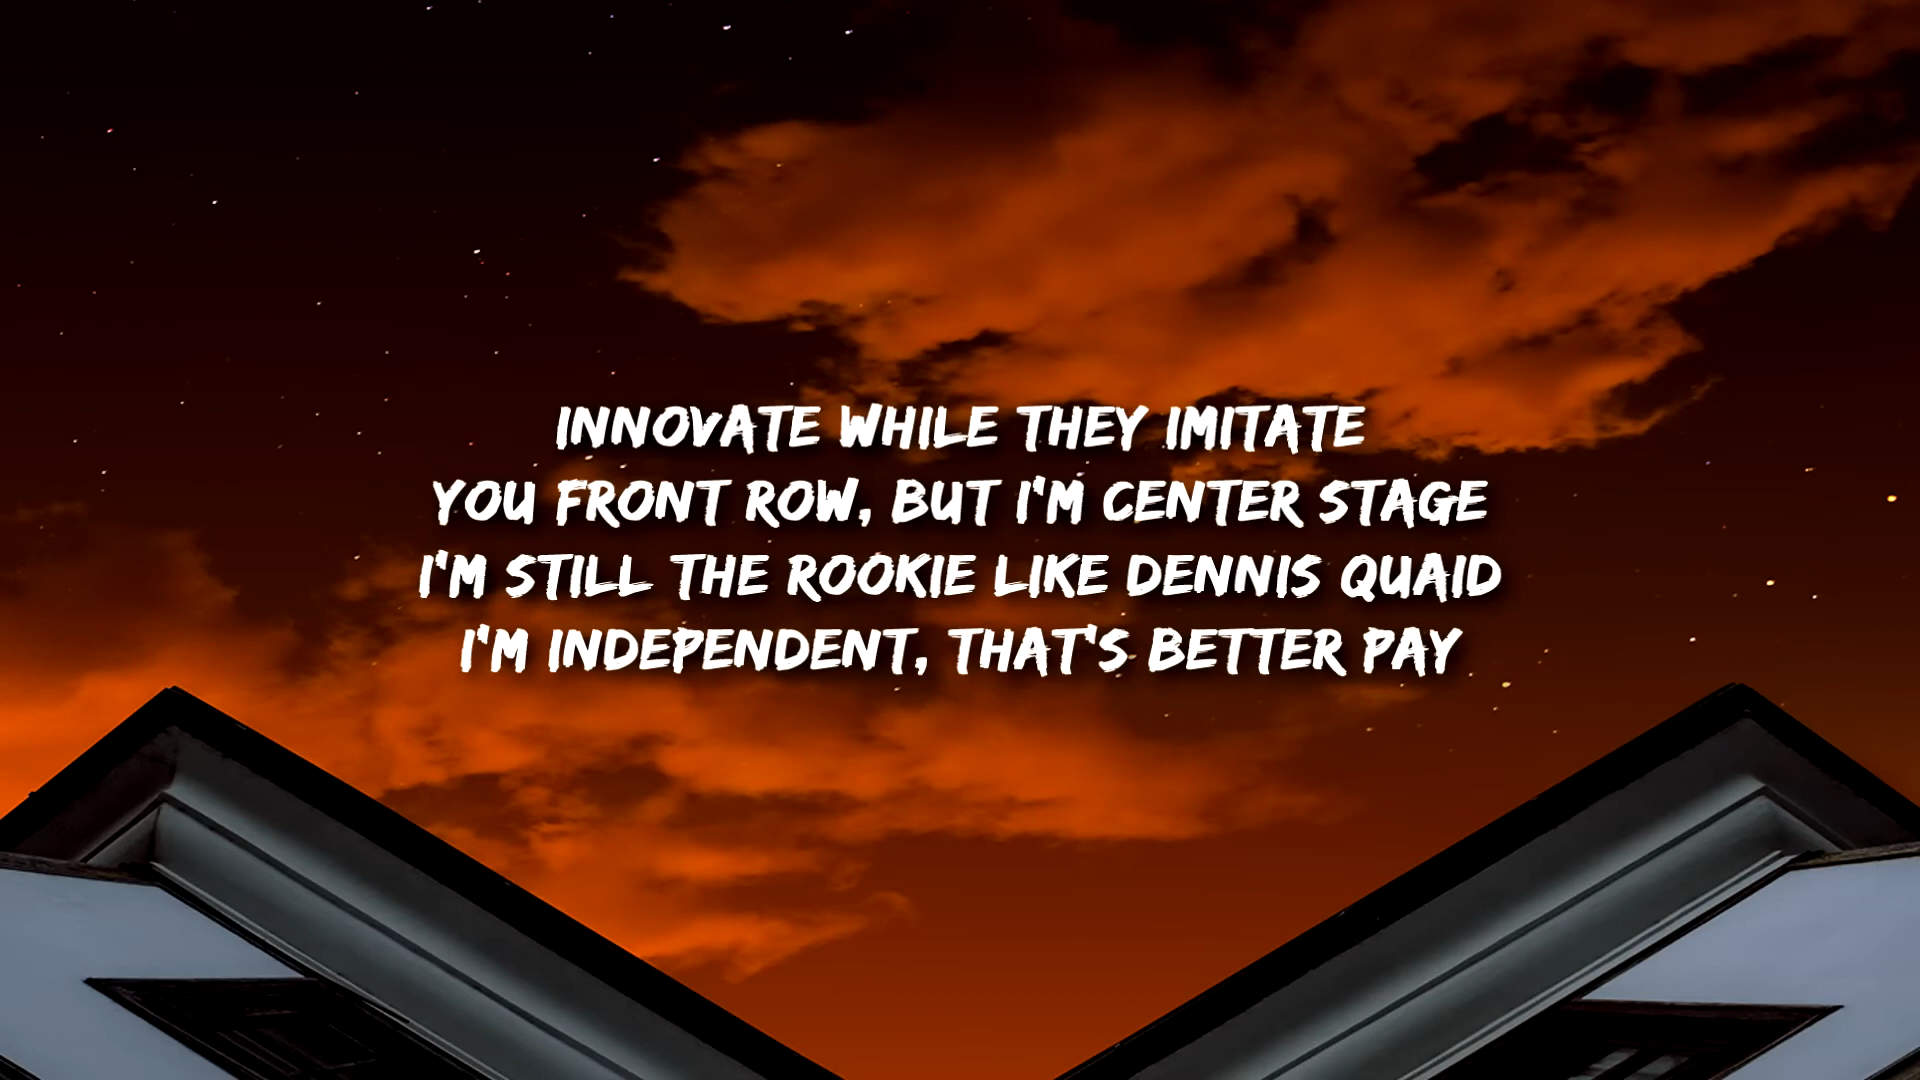 INNOVATE WHILE THEY IMITATE
YOU FRONT ROW, BUT I'M CENTER STAGE
I'M STILL THE ROOKIE LIKE DENNIS QUAID
I'M INDEPENDENT, THAT'S BETTER PAY